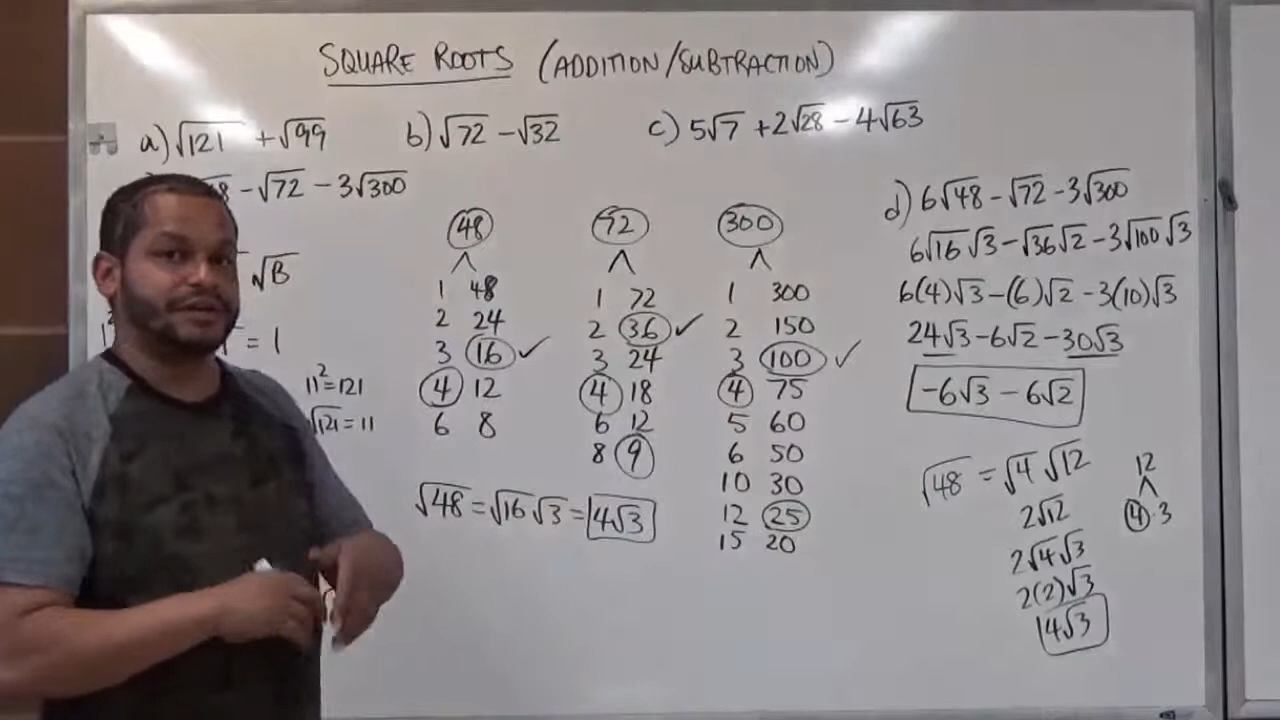 SQUARE ROOTS (ADDITION/SUBTRACTION)
a) √121 + √99
b) √72 - √32
c) 5√7 + 2√28 - 4√63
- √72 - 3√300
√B
= 1
11² = 121
√121 = 11
48
1 48
2 24
3 16 ✓
4 12
6 8
√48 = √16 √3 = 4√3
72
1 72
2 36 ✓
3 24
4 18
6 12
8 9
300
1 300
2 150
3 100 ✓
4 75
5 60
6 50
10 30
12 25
15 20
d) 6√48 - √72 - 3√300
6√16 √3 - √36 √2 - 3√100 √3
6(4)√3 - (6)√2 - 3(10)√3
24√3 - 6√2 - 30√3
-6√3 - 6√2
√48 = √4 √12
2√12
2√4 √3
2(2)√3
4√3
12
4·3